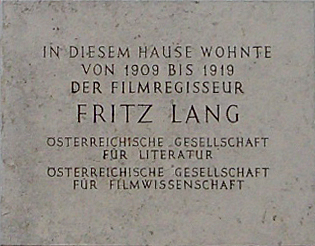 IN DIESEM HAUSE WOHNTE
VON 1909 BIS 1919
DER FILMREGISSEUR
FRITZ LANG
ÖSTERREICHISCHE GESELLSCHAFT
FÜR LITERATUR
ÖSTERREICHISCHE GESELLSCHAFT
FÜR FILMWISSENSCHAFT